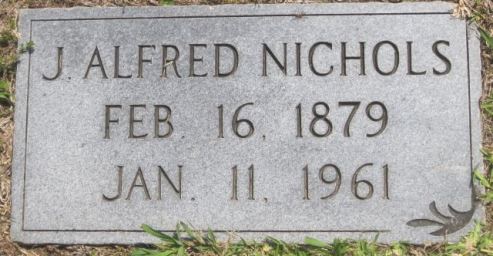 J. ALFRED NICHOLS
FEB. 16, 1879
JAN. 11, 1961